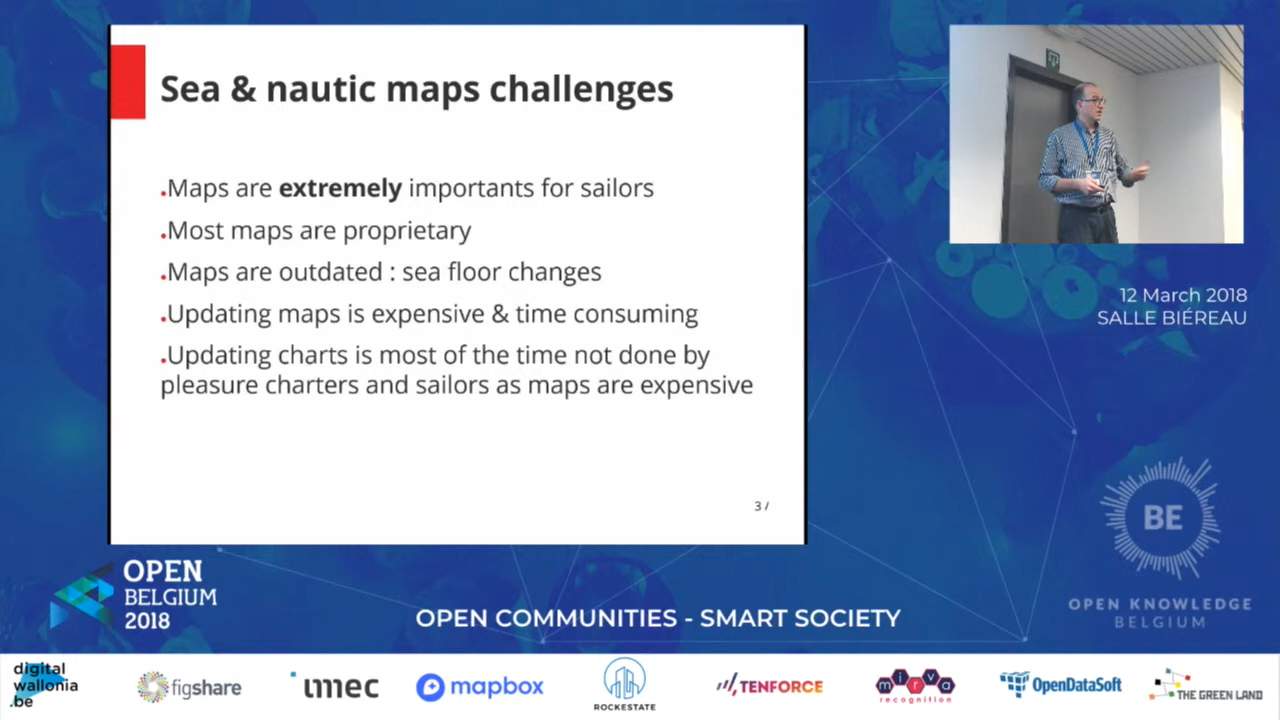 Sea & nautic maps challenges
.Maps are extremely importants for sailors
.Most maps are proprietary
.Maps are outdated : sea floor changes
.Updating maps is expensive & time consuming
.Updating charts is most of the time not done by
pleasure charters and sailors as maps are expensive
3 /
12 March 2018
SALLE BIÉREAU
BE
OPEN KNOWLEDGE
BELGIUM
OPEN
BELGIUM
2018
OPEN COMMUNITIES - SMART SOCIETY
digital
wallonia
.be
figshare
imec
mapbox
ROCKESTATE
TENFORCE
mirva
recognition
OpenDataSoft
THE GREEN LAND